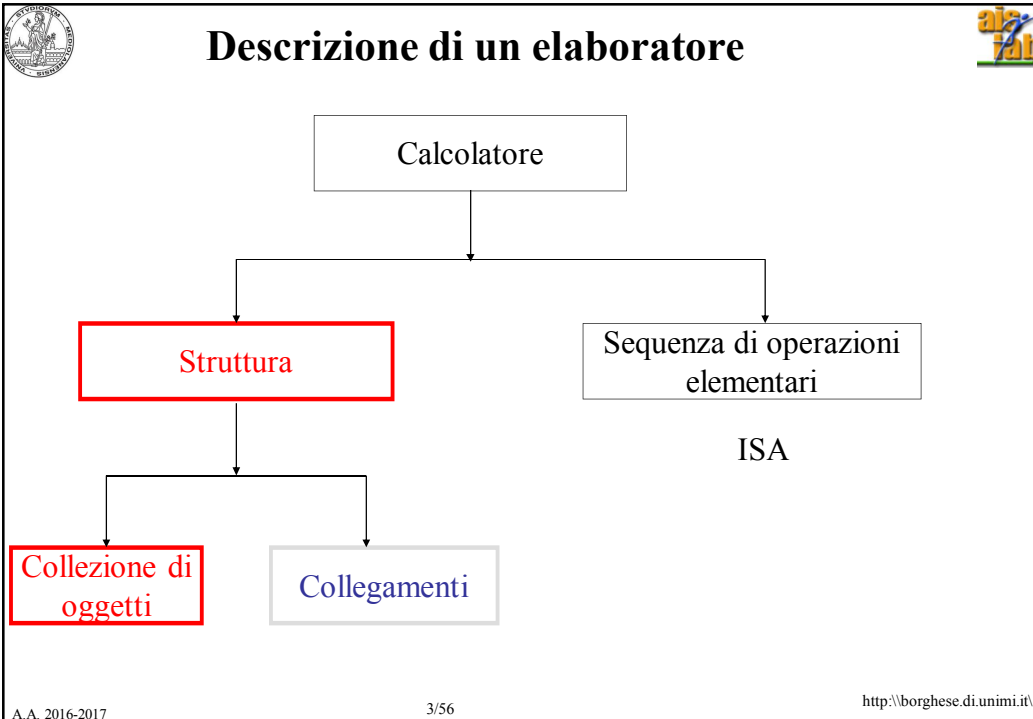 Descrizione di un elaboratore
Calcolatore
Struttura
Sequenza di operazioni
elementari
ISA
Collezione di
oggetti
Collegamenti
A.A. 2016-2017
3/56
http:\\borghese.di.unimi.it\